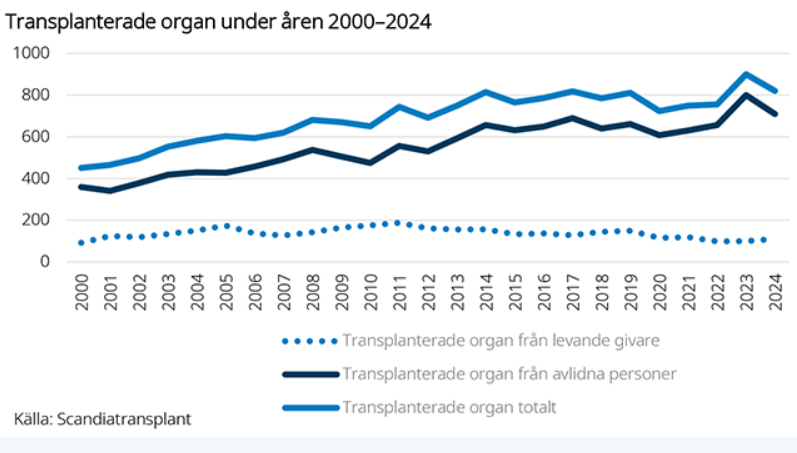 Transplanterade organ under åren 2000–2024
1000
800
600
400
200
0
2000 2001 2002 2003 2004 2005 2006 2007 2008 2009 2010 2011 2012 2013 2014 2015 2016 2017 2018 2019 2020 2021 2022 2023 2024
Transplanterade organ från levande givare
Transplanterade organ från avlidna personer
Transplanterade organ totalt
Källa: Scandiatransplant